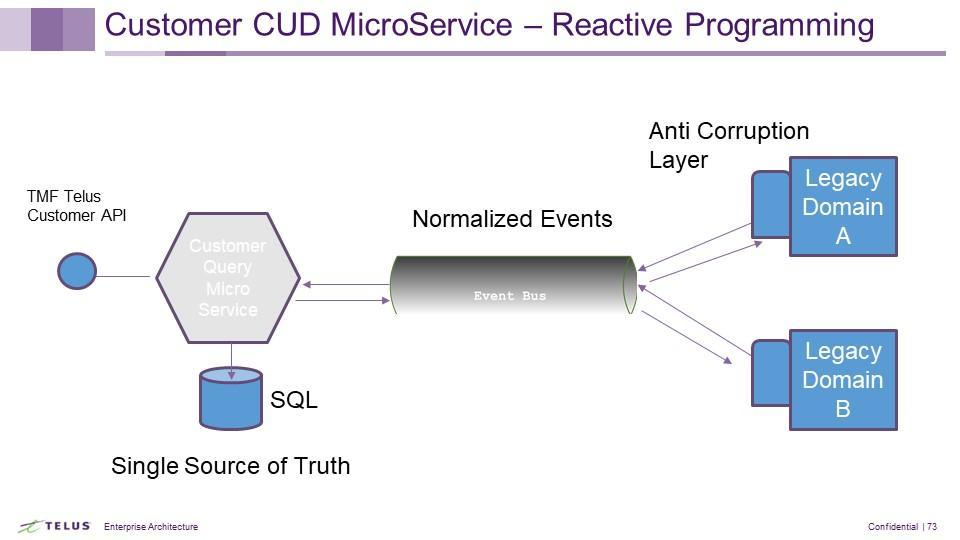 Customer CUD MicroService – Reactive Programming
Anti Corruption
Layer
Legacy
Domain
A
TMF Telus
Customer API
Normalized Events
Customer
Query
Micro
Service
Event Bus
Legacy
Domain
B
SQL
Single Source of Truth
TELUS
Enterprise Architecture
Confidential | 73